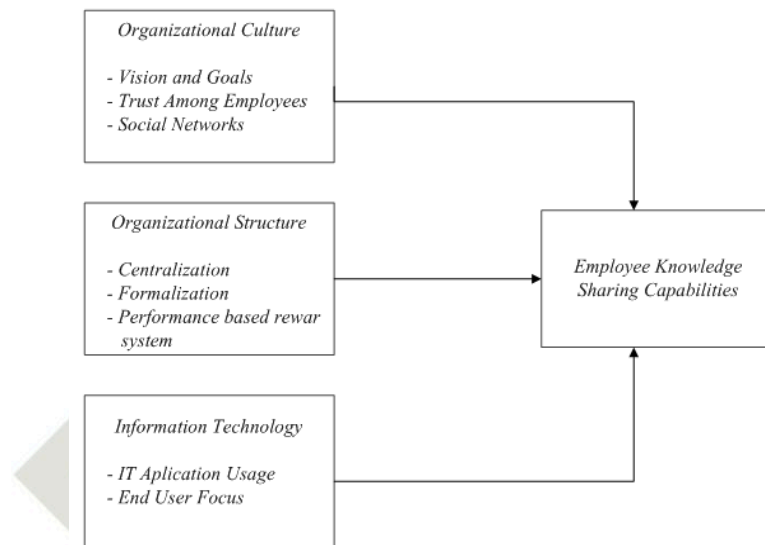 Organizational Culture
- Vision and Goals
- Trust Among Employees
- Social Networks
Organizational Structure
- Centralization
- Formalization
- Performance based rewar
system
Employee Knowledge
Sharing Capabilities
Information Technology
- IT Aplication Usage
- End User Focus